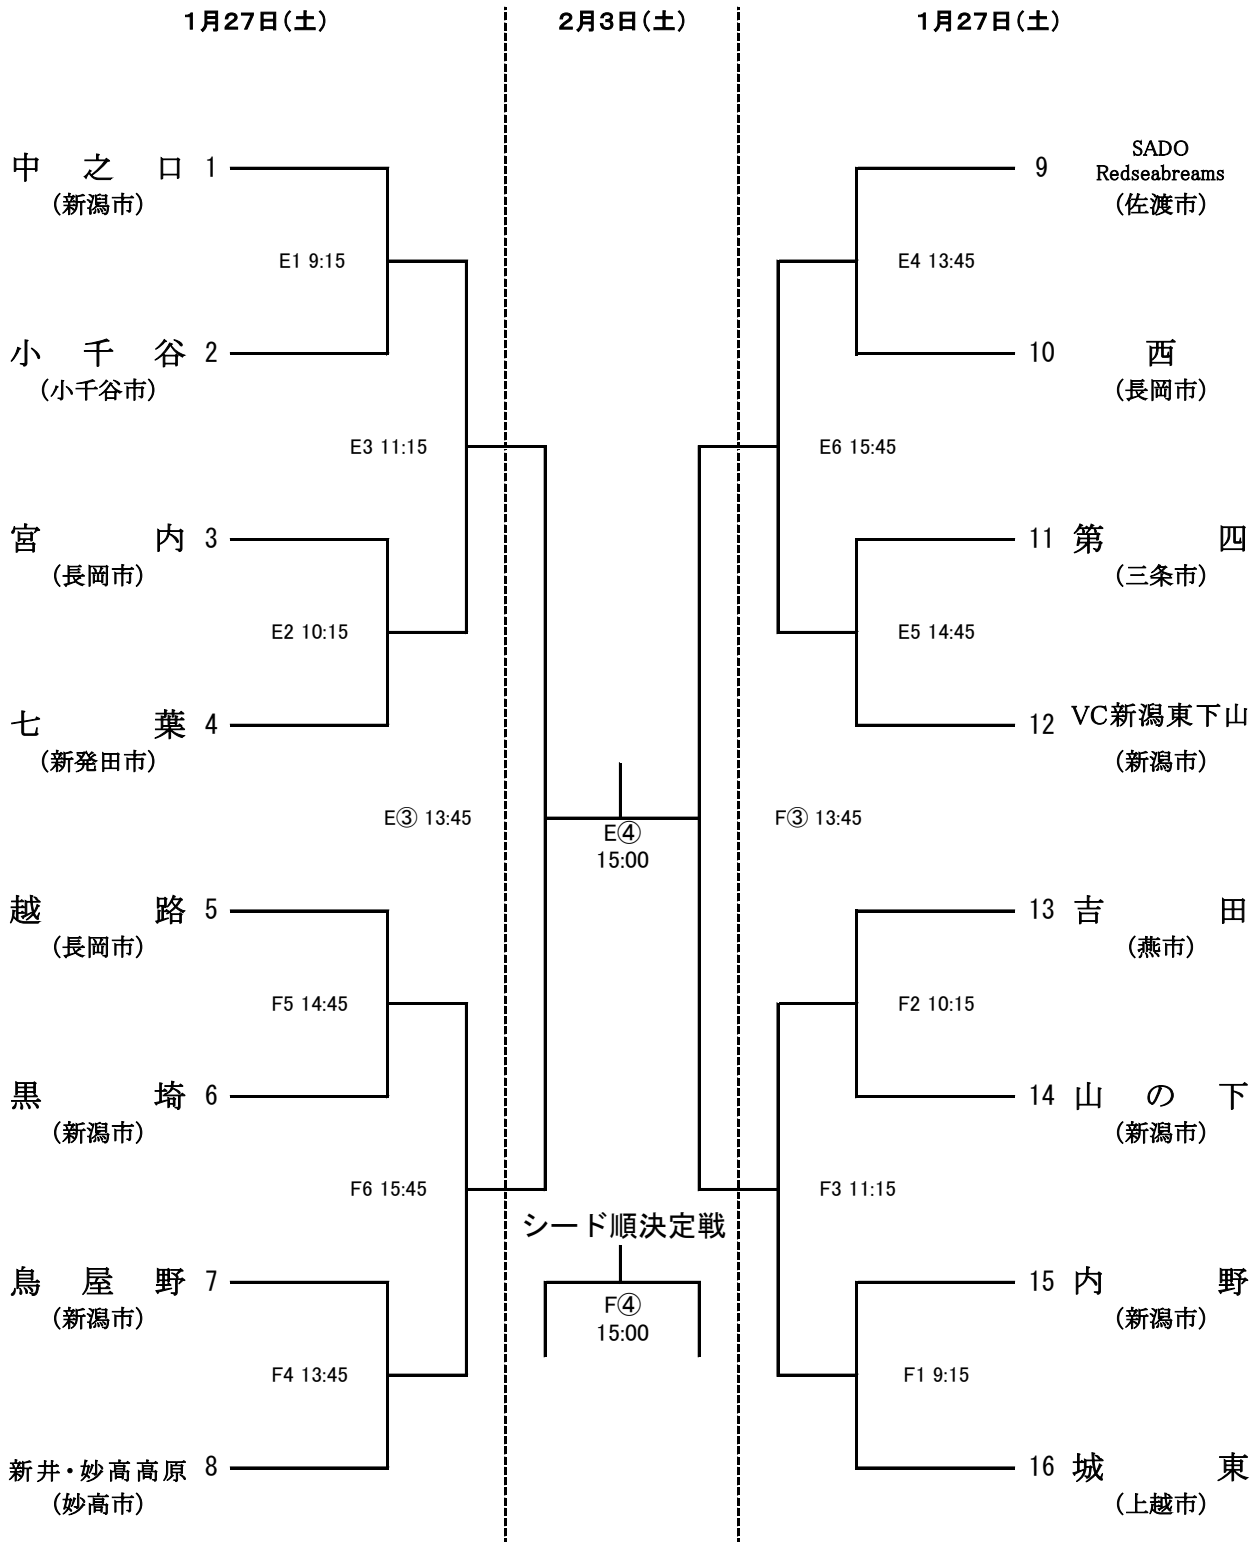 1月27日(土)
2月3日(土)
1月27日(土)
中之口 1
(新潟市)
E1 9:15
小千谷 2
(小千谷市)
E3 11:15
宮内 3
(長岡市)
E2 10:15
七葉 4
(新発田市)
E③ 13:45
越路 5
(長岡市)
F5 14:45
黒埼 6
(新潟市)
F6 15:45
鳥屋野 7
(新潟市)
F4 13:45
新井・妙高高原 8
(妙高市)
E④
15:00
シード順決定戦
F④
15:00
9 SADO
Redseabreams
(佐渡市)
E4 13:45
10 西
(長岡市)
E6 15:45
11 第四
(三条市)
E5 14:45
12 VC新潟東下山
(新潟市)
F③ 13:45
13 吉田
(燕市)
F2 10:15
14 山の下
(新潟市)
F3 11:15
15 内野
(新潟市)
F1 9:15
16 城東
(上越市)